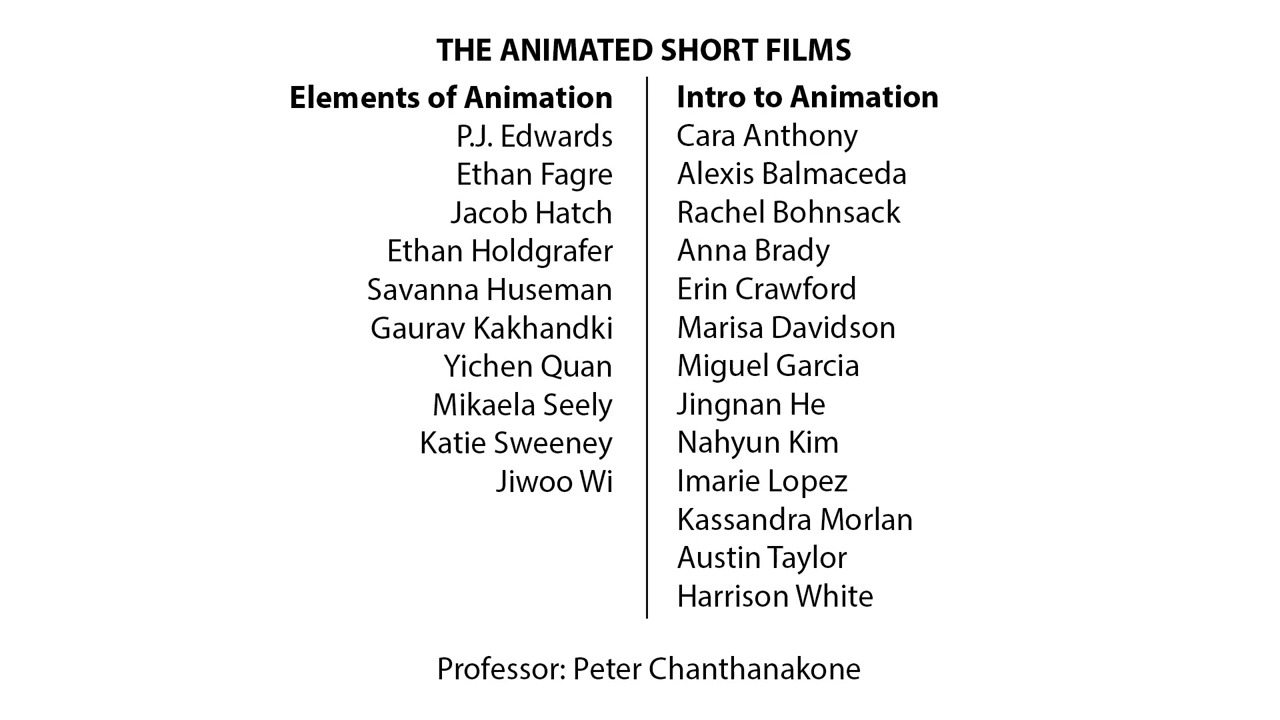 THE ANIMATED SHORT FILMS
Elements of Animation
P.J. Edwards
Ethan Fagre
Jacob Hatch
Ethan Holdgrafer
Savanna Huseman
Gaurav Kakhandki
Yichen Quan
Mikaela Seely
Katie Sweeney
Jiwoo Wi
Intro to Animation
Cara Anthony
Alexis Balmaceda
Rachel Bohnsack
Anna Brady
Erin Crawford
Marisa Davidson
Miguel Garcia
Jingnan He
Nahyun Kim
Imarie Lopez
Kassandra Morlan
Austin Taylor
Harrison White
Professor: Peter Chanthanakone